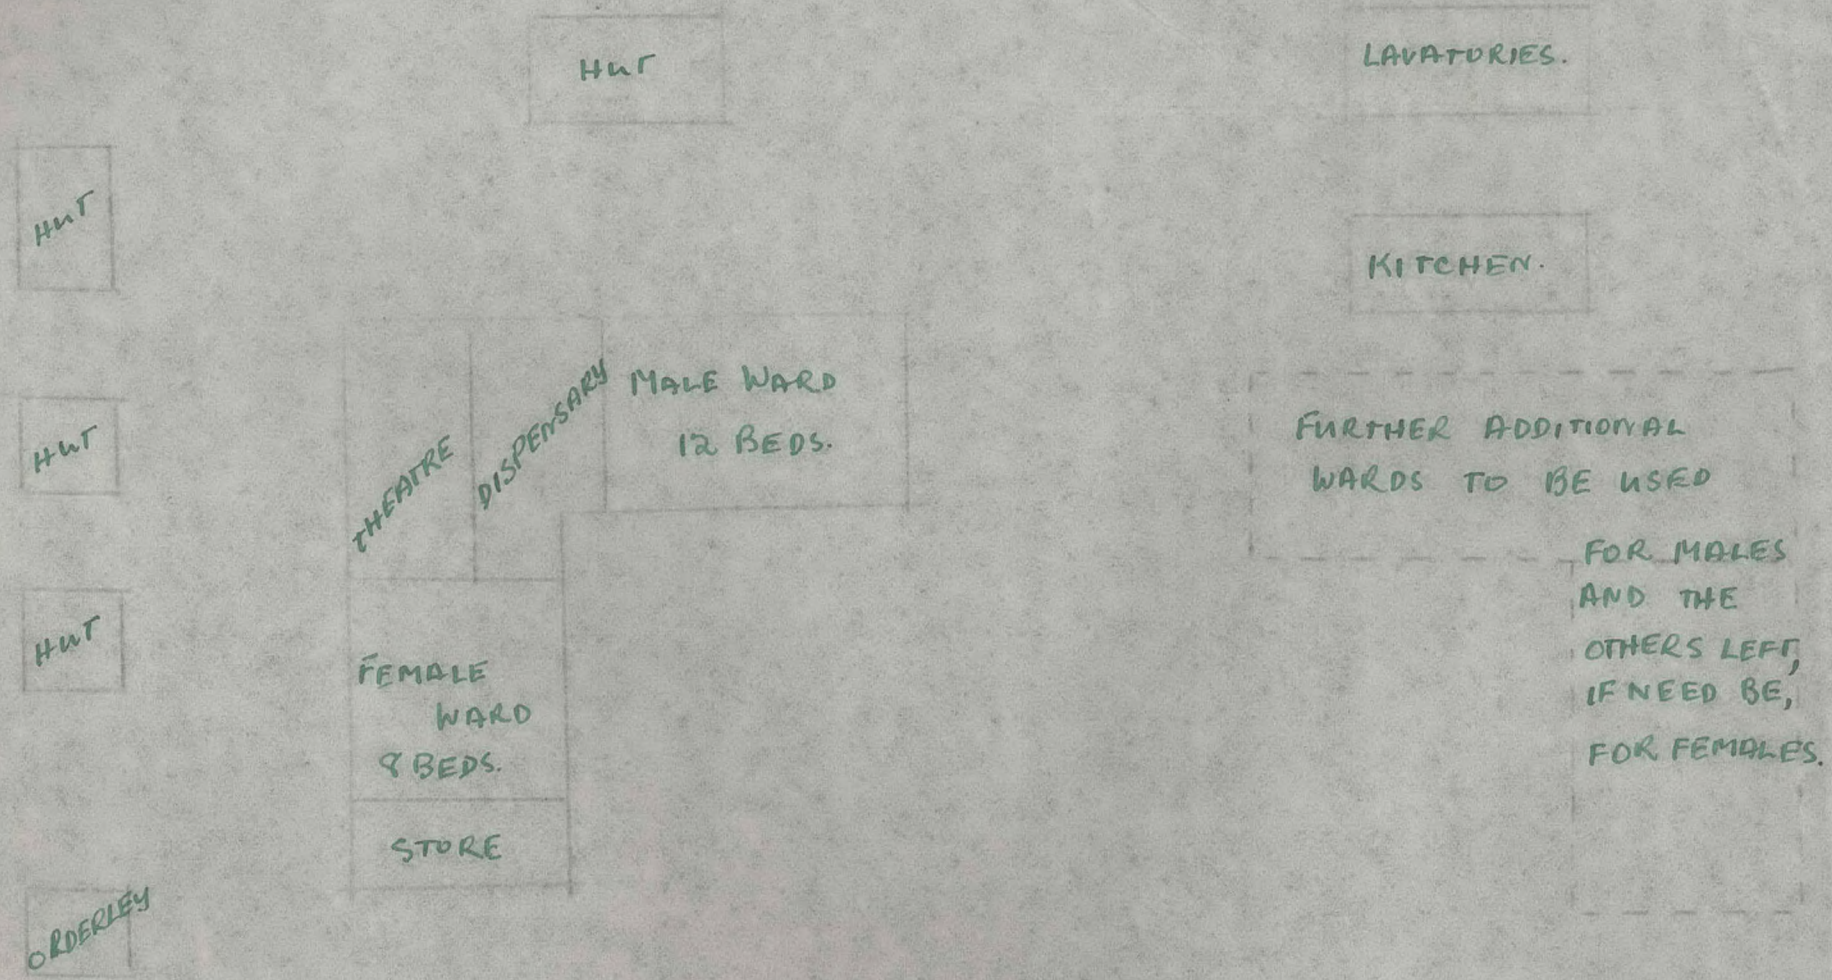 HUT
LAVATORIES.
HUT
KITCHEN.
THEATRE
DISPENSARY
MALE WARD
12 BEDS.
HUT
FURTHER ADDITIONAL
WARDS TO BE USED
FOR MALES
AND THE
OTHERS LEFT,
IF NEED BE,
FOR FEMALES.
HUT
FEMALE
WARD
8 BEDS.
STORE
ORDERLEY